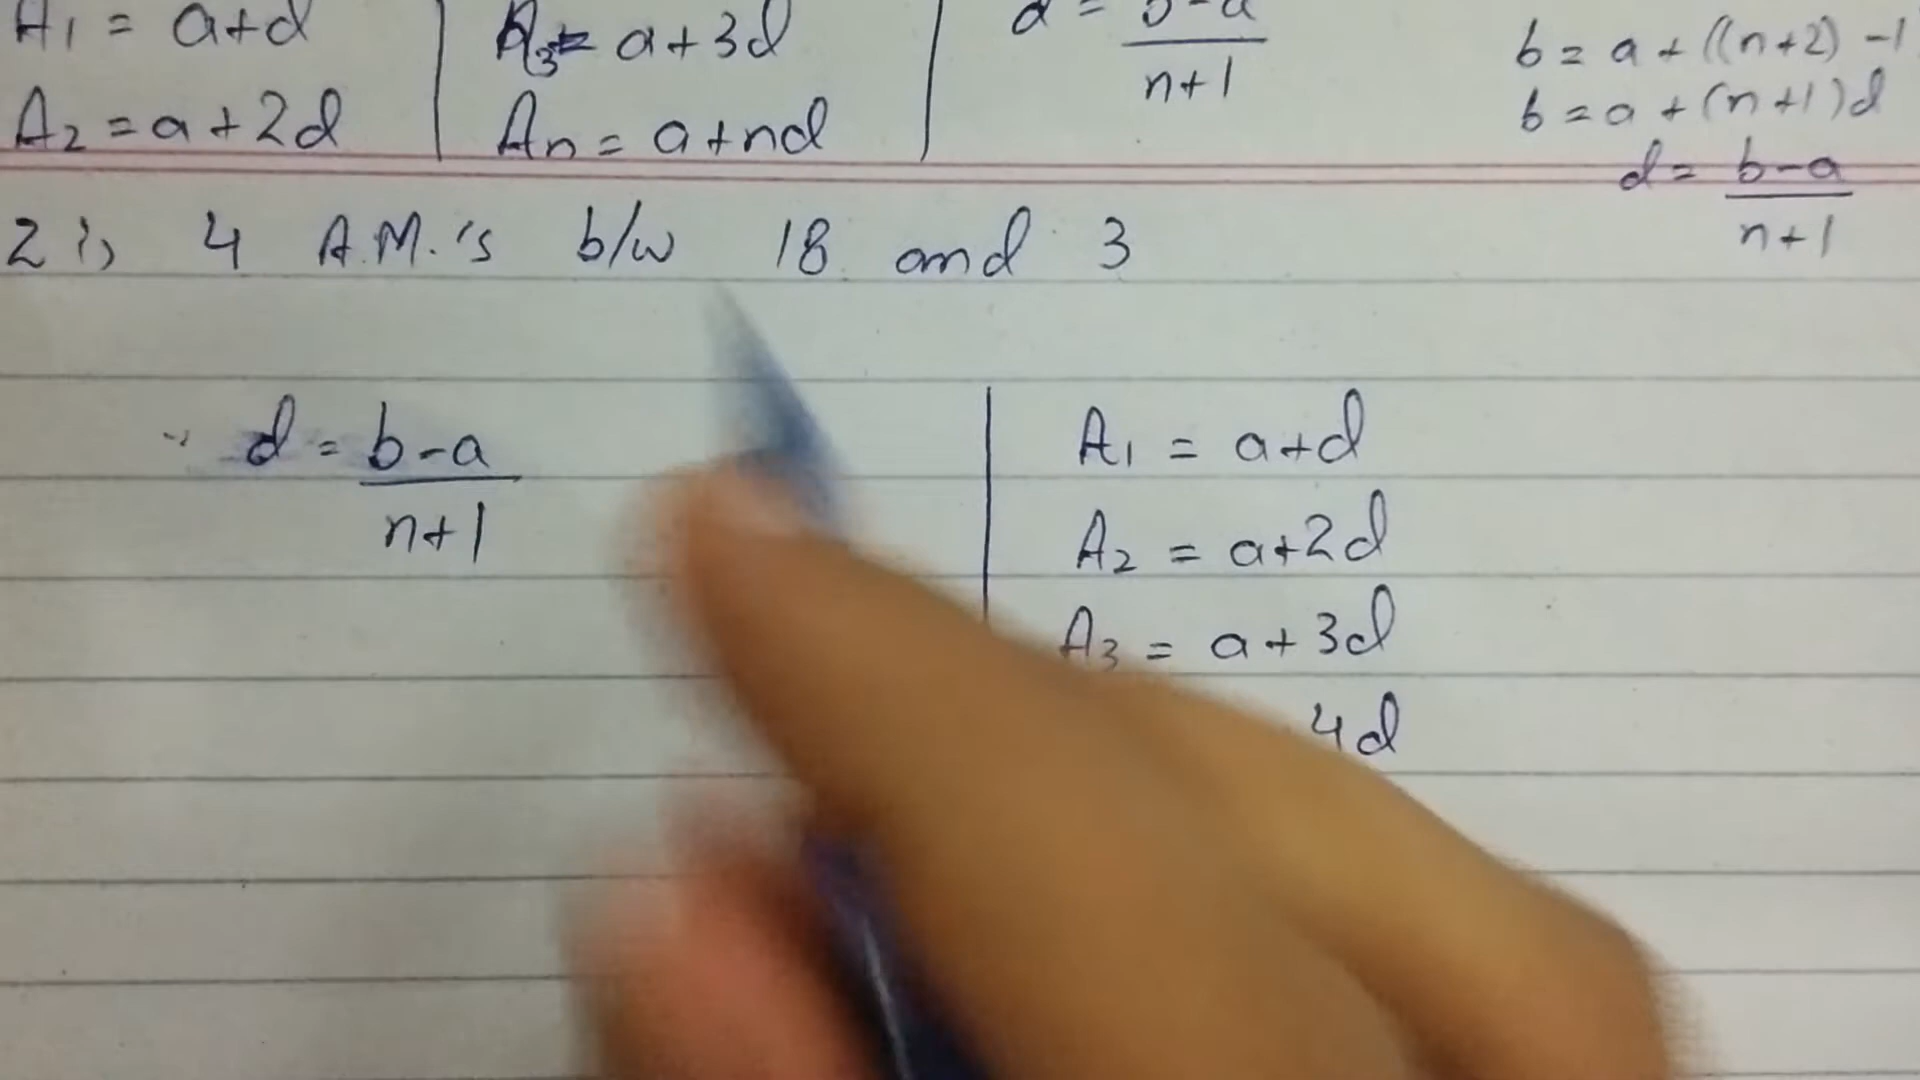 A1 = a+d
A2 = a+2d
A3 = a+3d
An = a+nd
d = b-a
n+1
b = a + ((n+2) -1
b = a + (n+1)d
d = b-a
n+1
2 i, 4 A.M.'s b/w 18 and 3
∵ d = b-a
n+1
A1 = a+d
A2 = a+2d
A3 = a+3d
4d